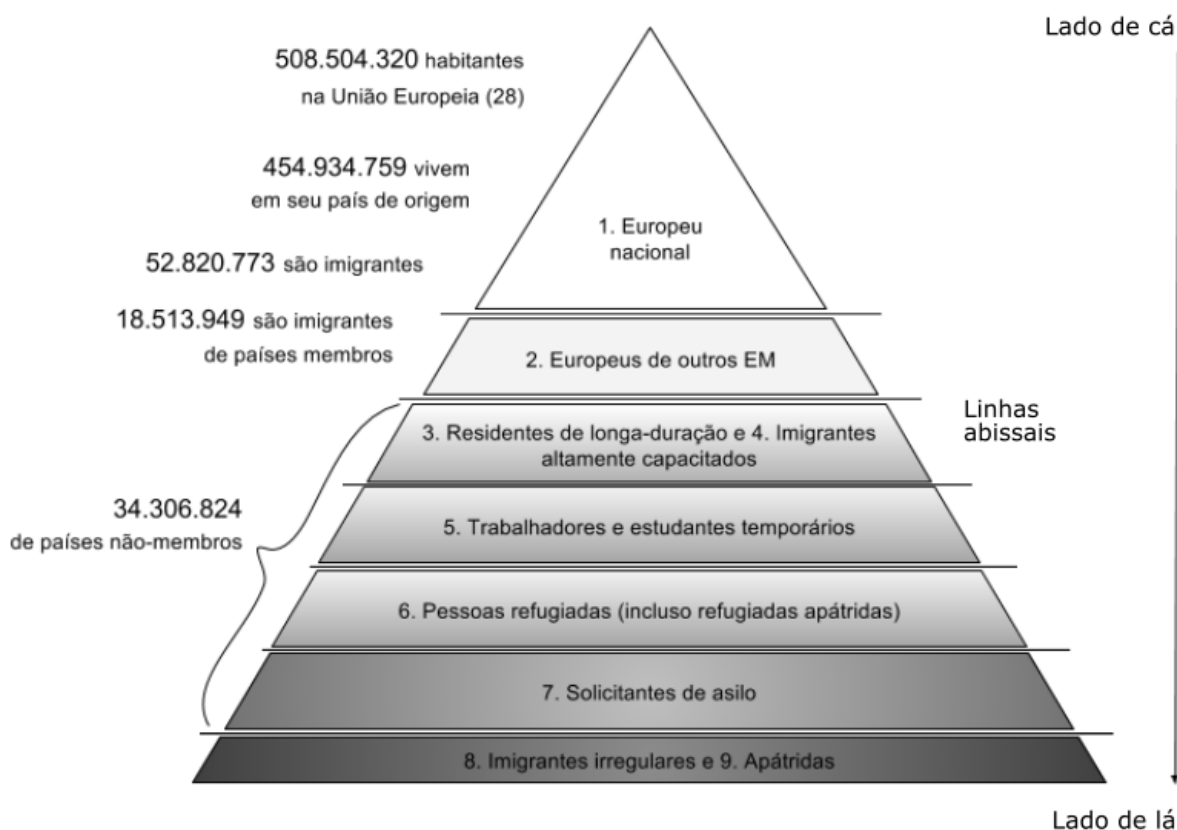 Lado de cá
508.504.320 habitantes
na União Europeia (28)
454.934.759 vivem
em seu país de origem
1. Europeu
nacional
52.820.773 são imigrantes
18.513.949 são imigrantes
de países membros
2. Europeus de outros EM
Linhas
abissais
3. Residentes de longa-duração e 4. Imigrantes
altamente capacitados
34.306.824
de países não-membros
5. Trabalhadores e estudantes temporários
6. Pessoas refugiadas (incluso refugiadas apátridas)
7. Solicitantes de asilo
8. Imigrantes irregulares e 9. Apátridas
Lado de lá